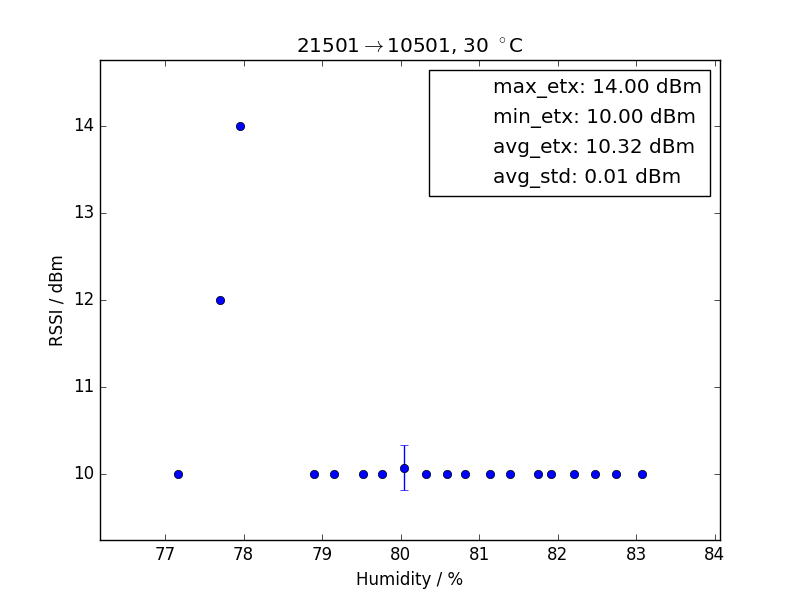 21501→10501, 30 °C
max_etx: 14.00 dBm
min_etx: 10.00 dBm
avg_etx: 10.32 dBm
avg_std: 0.01 dBm
RSSI / dBm
14
13
12
11
10
77 78 79 80 81 82 83 84
Humidity / %